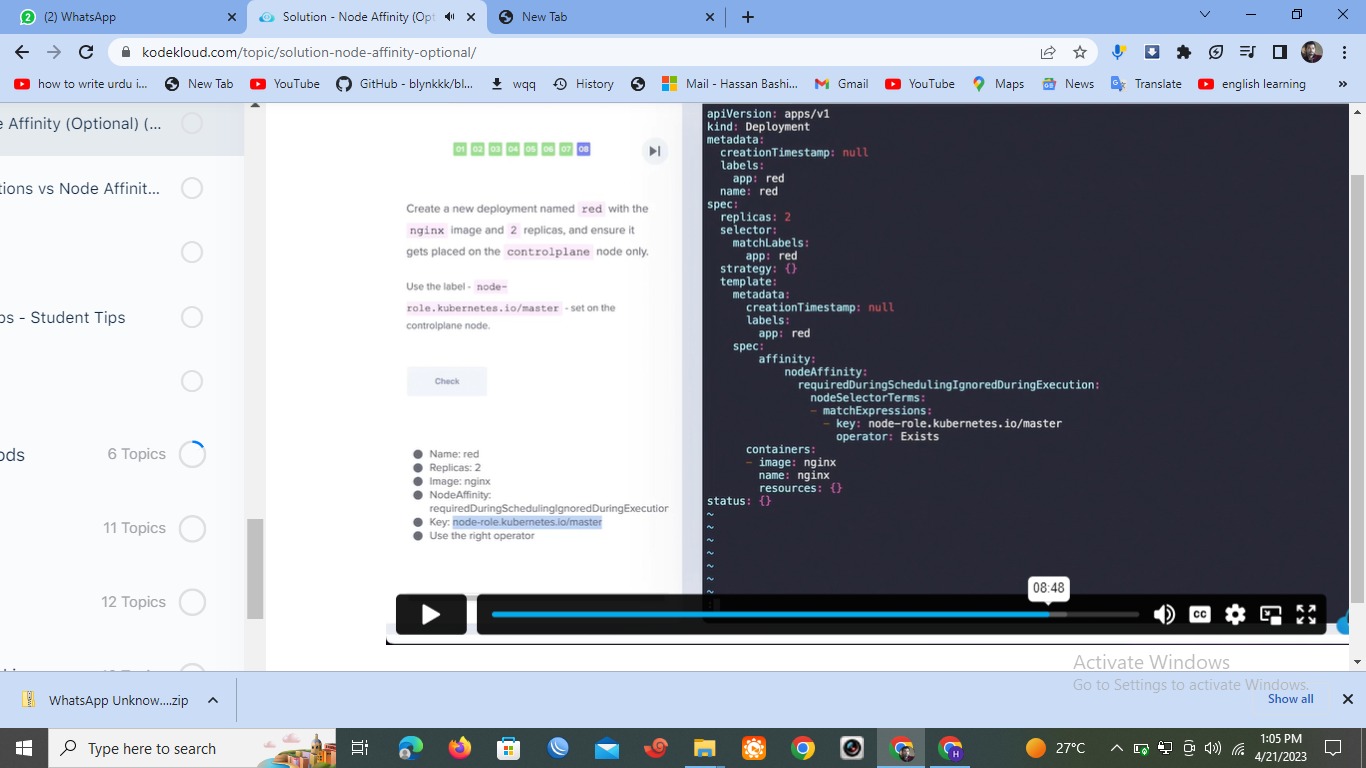 (2) WhatsApp
Solution - Node Affinity (Opt
New Tab
kodekloud.com/topic/solution-node-affinity-optional/
how to write urdu i...
New Tab
YouTube
GitHub - blynkkk/bl...
wqq
History
Mail - Hassan Bashi...
Gmail
YouTube
Maps
News
Translate
english learning
»
e Affinity (Optional) (...
tions vs Node Affinit...
ps - Student Tips
ods
6 Topics
11 Topics
12 Topics
01 02 03 04 05 06 07 08
Create a new deployment named red with the
nginx image and 2 replicas, and ensure it
gets placed on the controlplane node only.
Use the label - node-
role.kubernetes.io/master - set on the
controlplane node.
Check
Name: red
Replicas: 2
Image: nginx
NodeAffinity:
requiredDuringSchedulingIgnoredDuringExecution
Key: node-role.kubernetes.io/master
Use the right operator
apiVersion: apps/v1
kind: Deployment
metadata:
  creationTimestamp: null
  labels:
    app: red
  name: red
spec:
  replicas: 2
  selector:
    matchLabels:
      app: red
  strategy: {}
  template:
    metadata:
      creationTimestamp: null
      labels:
        app: red
    spec:
        affinity:
            nodeAffinity:
              requiredDuringSchedulingIgnoredDuringExecution:
                nodeSelectorTerms:
                - matchExpressions:
                  - key: node-role.kubernetes.io/master
                    operator: Exists
      containers:
      - image: nginx
        name: nginx
        resources: {}
status: {}
~
~
~
~
~
~
08:48
CC
Activate Windows
Go to Settings to activate Windows.
WhatsApp Unknow....zip
Show all
Type here to search
27°C
1:05 PM
4/21/2023